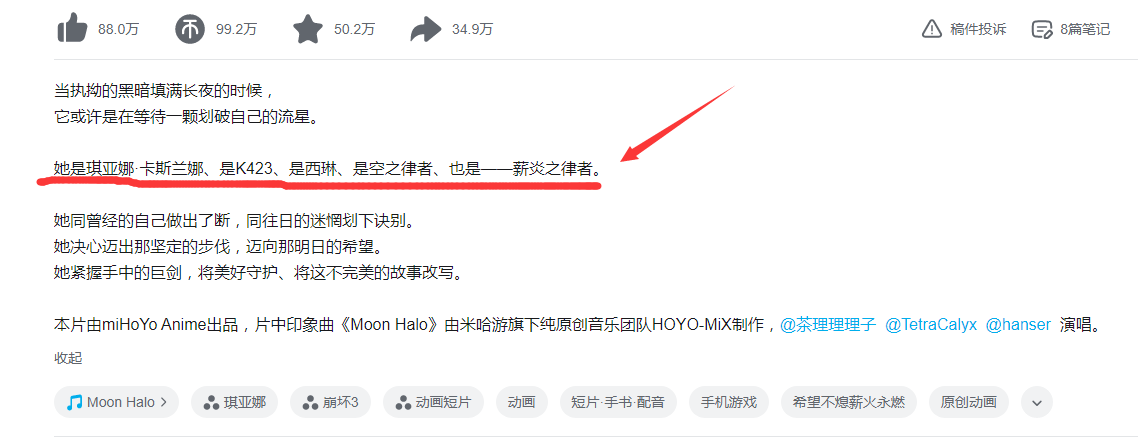 88.0万 99.2万 50.2万 34.9万 稿件投诉 8篇笔记
当执拗的黑暗填满长夜的时候，
它或许是在等待一颗划破自己的流星。
她是琪亚娜·卡斯兰娜、是K423、是西琳、是空之律者、也是——薪炎之律者。
她同曾经的自己做出了断，同往日的迷惘划下诀别。
她决心迈出那坚定的步伐，迈向那明日的希望。
她紧握手中的巨剑，将美好守护、将这不完美的故事改写。
本片由miHoYo Anime出品，片中印象曲《Moon Halo》由米哈游旗下纯原创音乐团队HOYO-MiX制作，@茶理理理子 @TetraCalyx @hanser 演唱。
收起
Moon Halo 琪亚娜 崩坏3 动画短片 动画 短片·手书·配音 手机游戏 希望不熄薪火永燃 原创动画